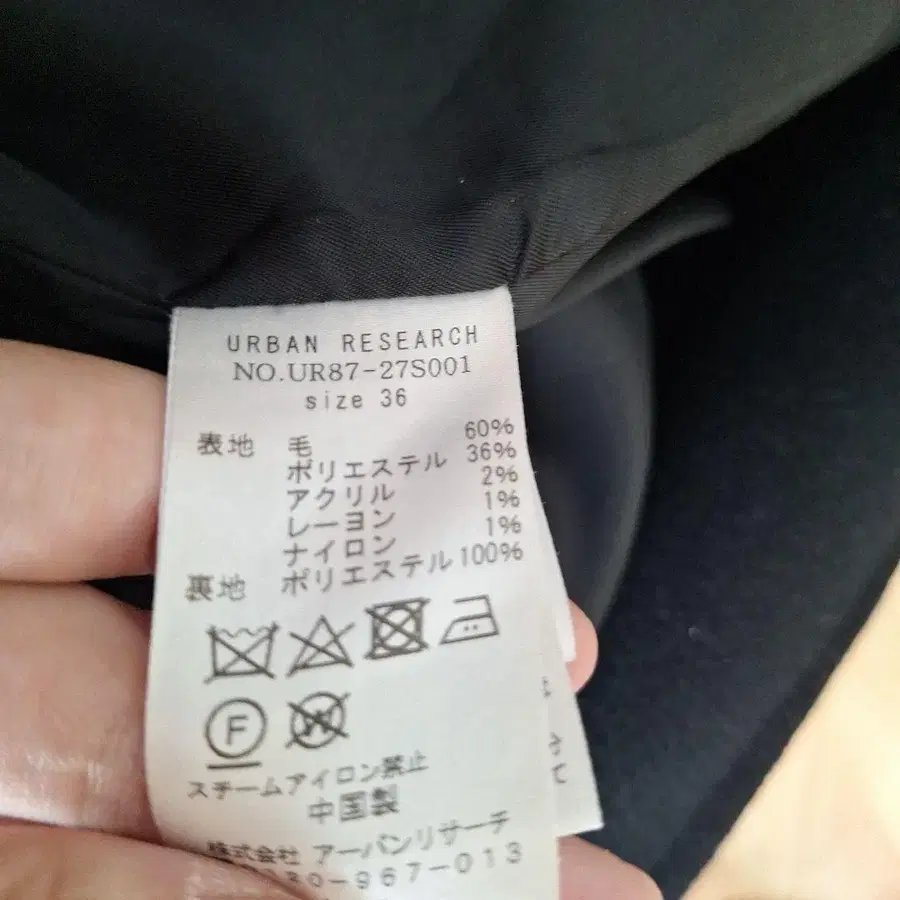 URBAN RESEARCH
NO.UR87-27S001
size 36
表地 毛 60%
ポリエステル 36%
アクリル 2%
レーヨン 1%
ナイロン 1%
裏地 ポリエステル 100%
F W
スチームアイロン禁止
中国製
株式会社 アーバンリサーチ
20-967-013